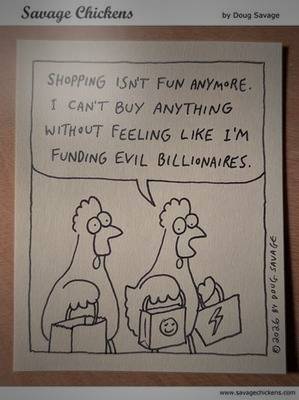 Savage Chickens
by Doug Savage
SHOPPING ISN'T FUN ANYMORE.
I CAN'T BUY ANYTHING
WITHOUT FEELING LIKE I'M
FUNDING EVIL BILLIONAIRES.
©2026 BY DOUG SAVAGE
www.savagechickens.com